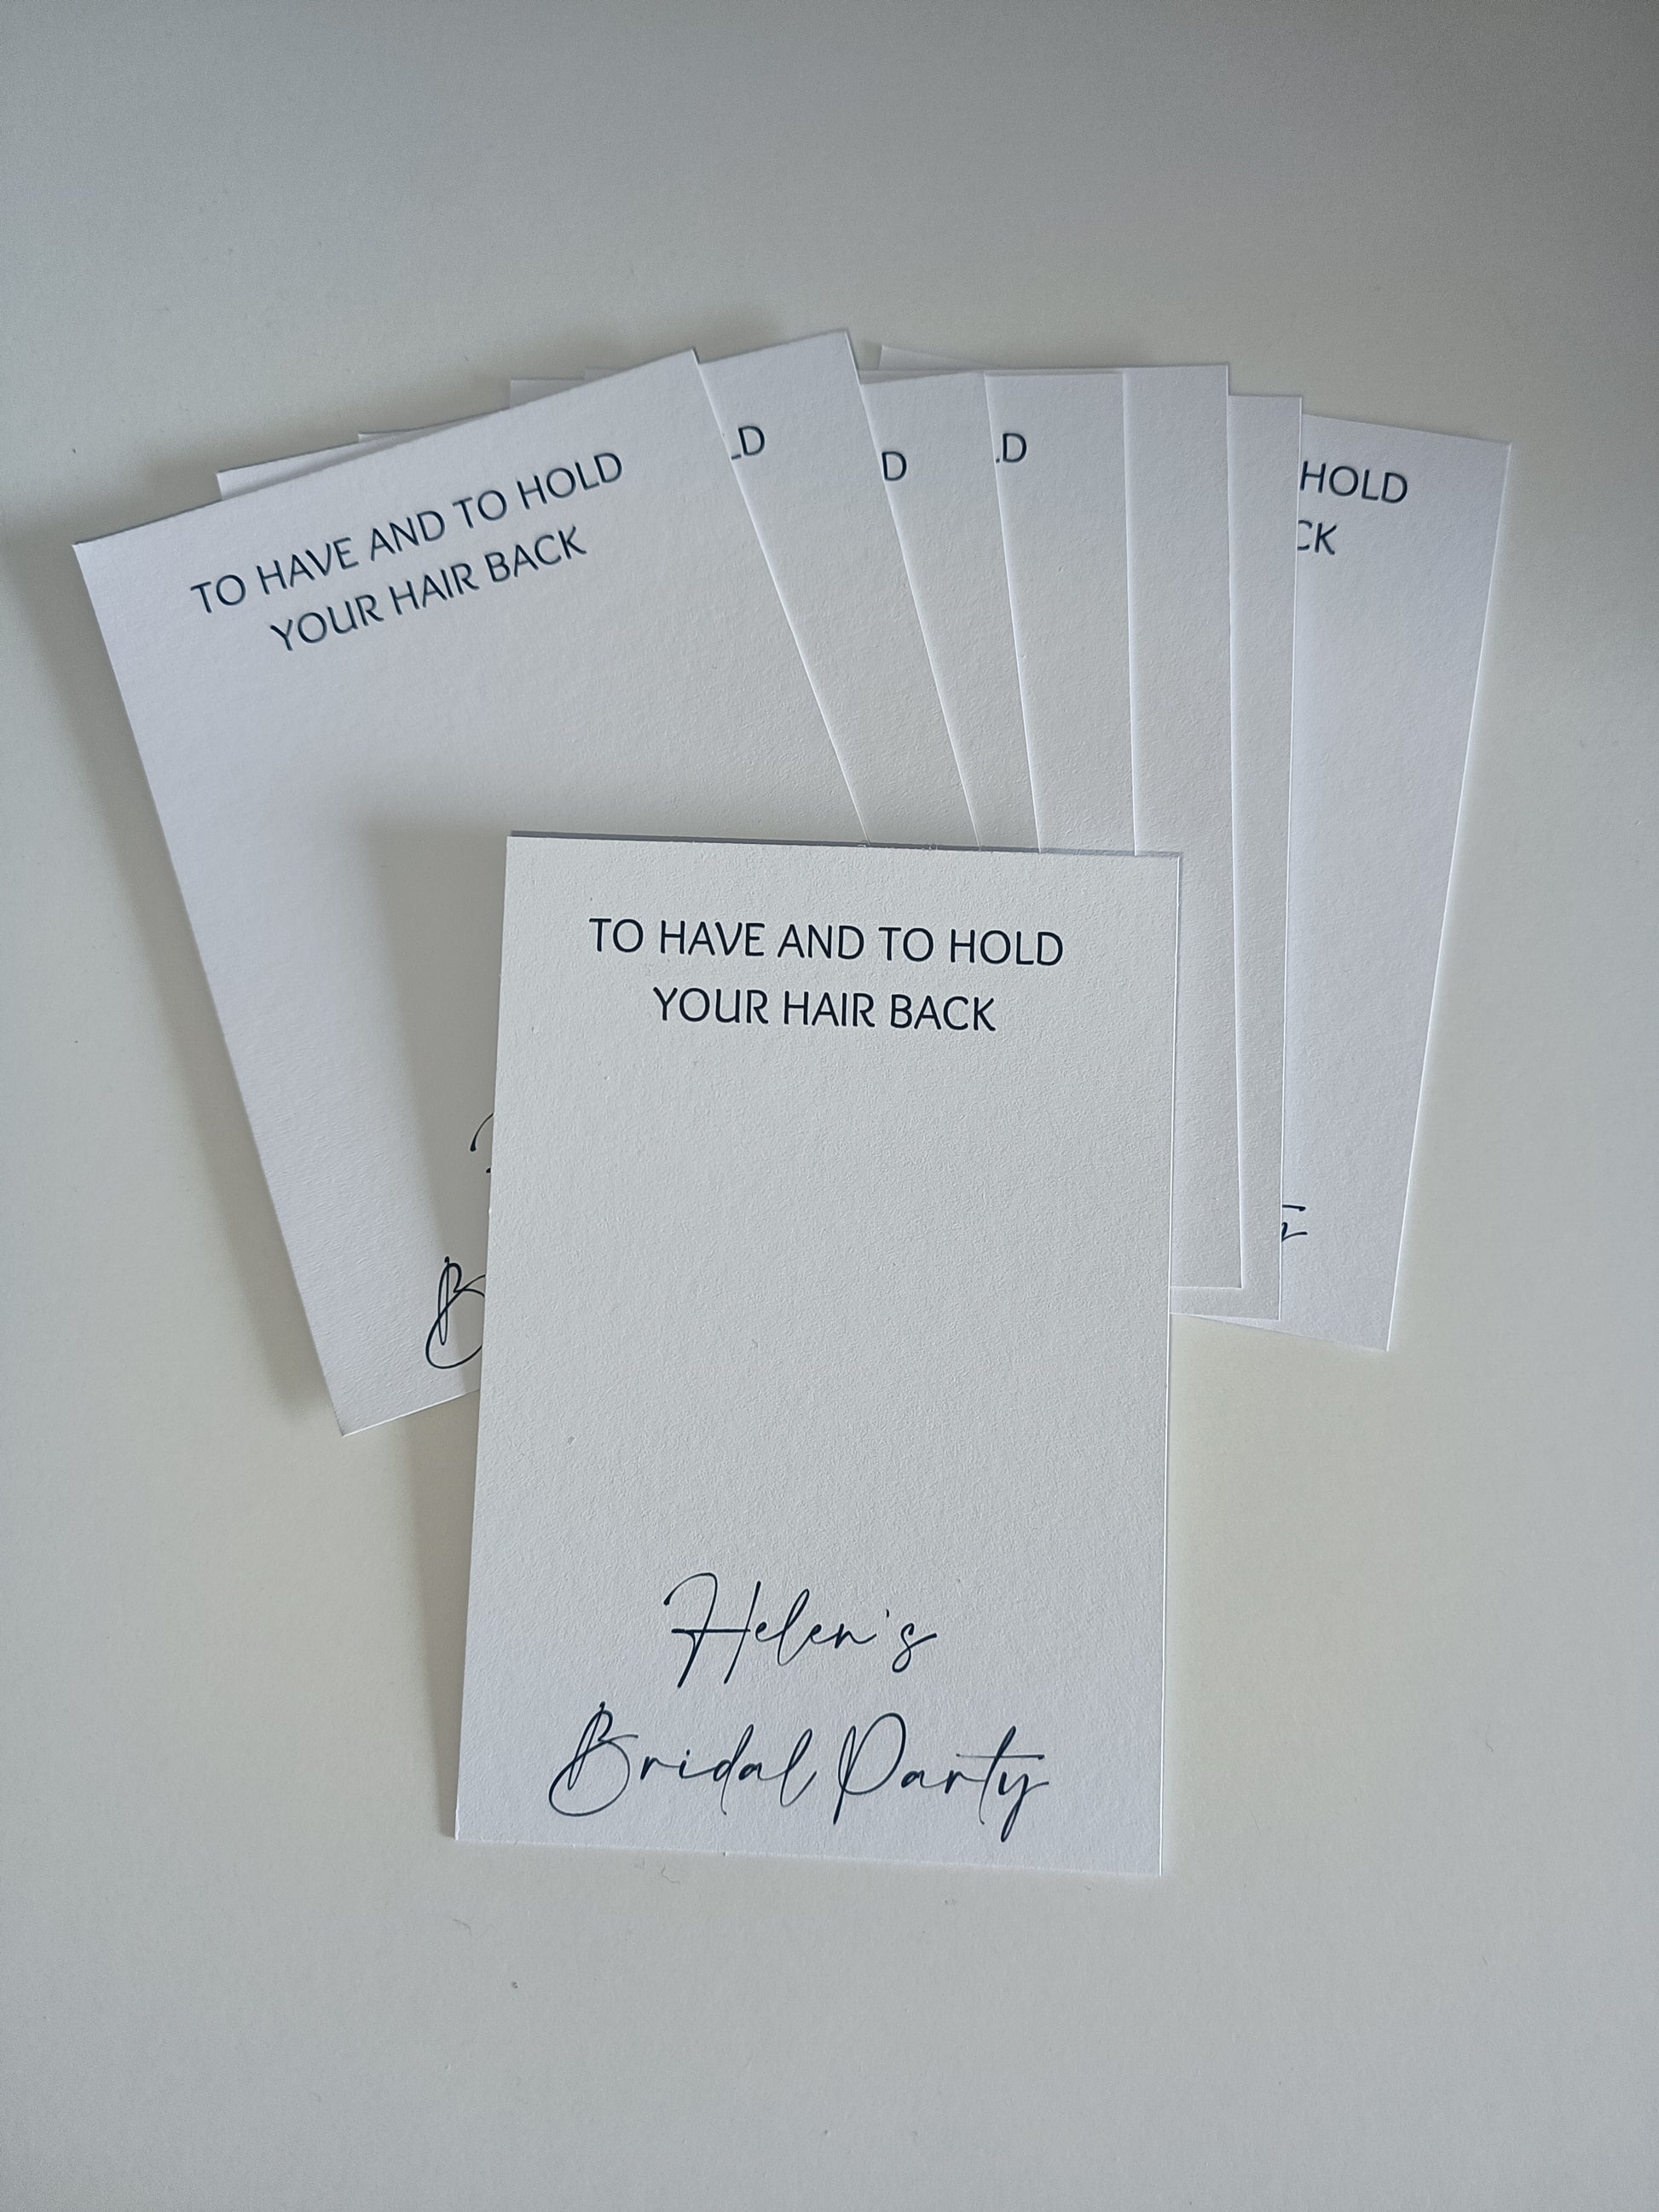 TO HAVE AND TO HOLD
YOUR HAIR BACK
HOLD
TO HAVE AND TO HOLD
YOUR HAIR BACK
Helen's
Bridal Party